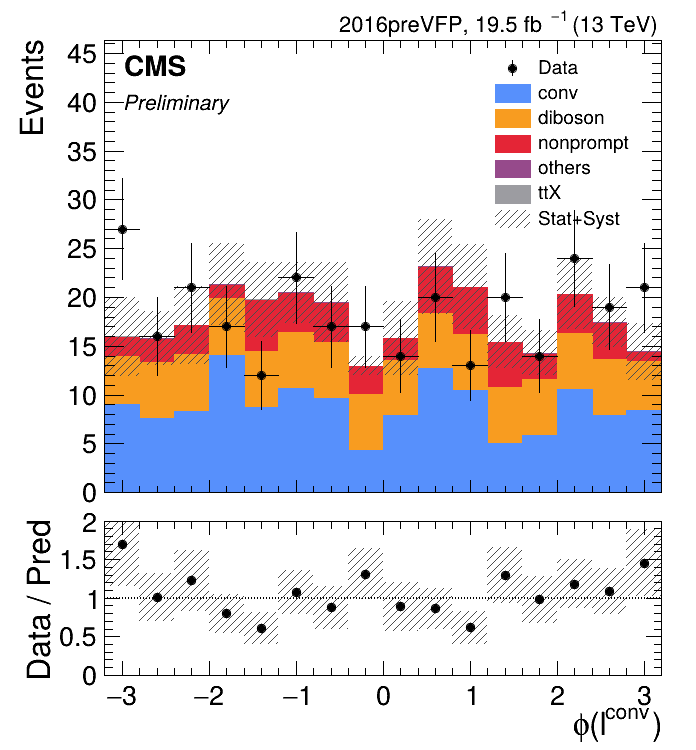 2016preVFP, 19.5 fb ⁻¹ (13 TeV)
Events
CMS
Preliminary
Data
conv
diboson
nonprompt
others
ttX
Stat+Syst
45
40
35
30
25
20
15
10
5
0
Data / Pred
2
1.5
1
0.5
0
−3 −2 −1 0 1 2 3
ϕ(l^conv)